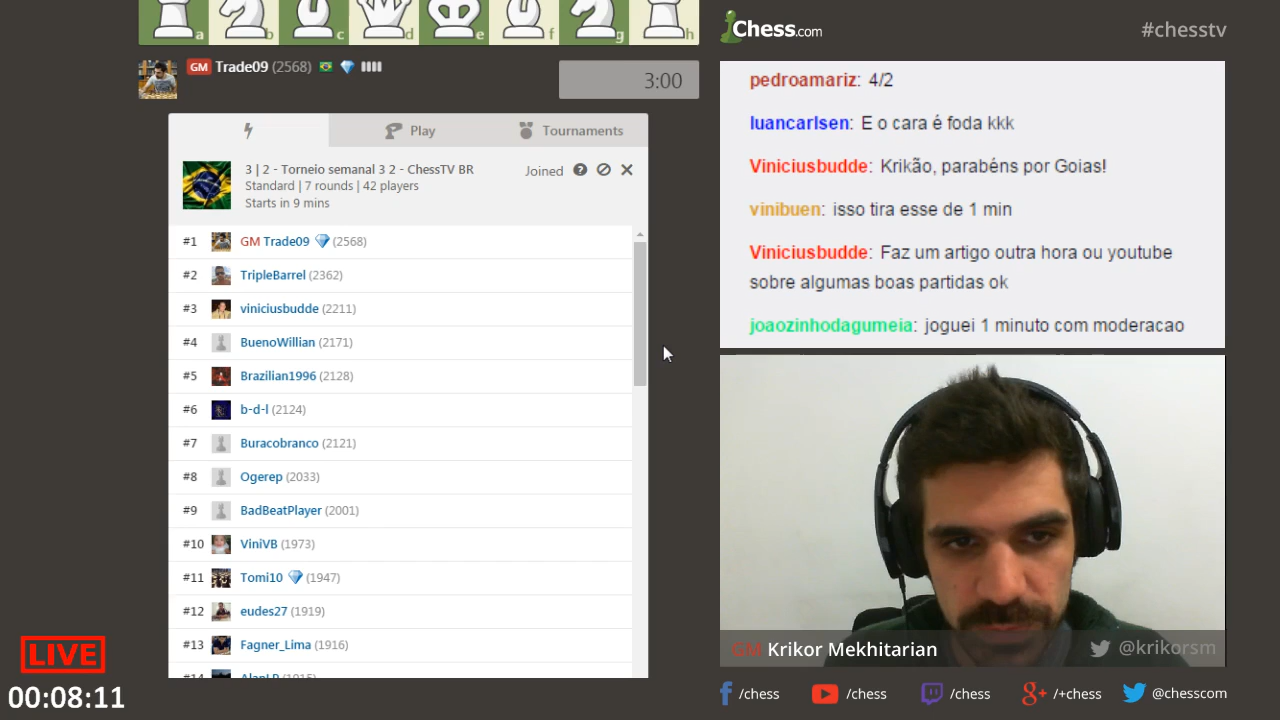 a b c d e f g h
GM Trade09 (2568)
3:00
Play
Tournaments
3 | 2 - Torneio semanal 3 2 - ChessTV BR
Standard | 7 rounds | 42 players
Starts in 9 mins
Joined
#1 GM Trade09 (2568)
#2 TripleBarrel (2362)
#3 viniciusbudde (2211)
#4 BuenoWillian (2171)
#5 Brazilian1996 (2128)
#6 b-d-l (2124)
#7 Buracobranco (2121)
#8 Ogerep (2033)
#9 BadBeatPlayer (2001)
#10 ViniVB (1973)
#11 Tomi10 (1947)
#12 eudes27 (1919)
#13 Fagner_Lima (1916)
LIVE
00:08:11
Chess.com
#chesstv
pedroamariz: 4/2
luancarlsen: E o cara é foda kkk
Viniciusbudde: Krikão, parabéns por Goias!
vinibuen: isso tira esse de 1 min
Viniciusbudde: Faz um artigo outra hora ou youtube
sobre algumas boas partidas ok
joaozinhodagumeia: joguei 1 minuto com moderacao
GM Krikor Mekhitarian
@krikorsm
/chess
/chess
/chess
/+chess
@chesscom